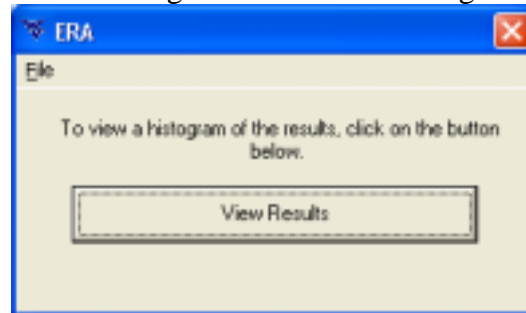 ERA
File
To view a histogram of the results, click on the button
below.
View Results